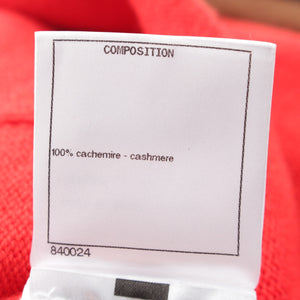 COMPOSITION
100% cachemire - cashmere
840024